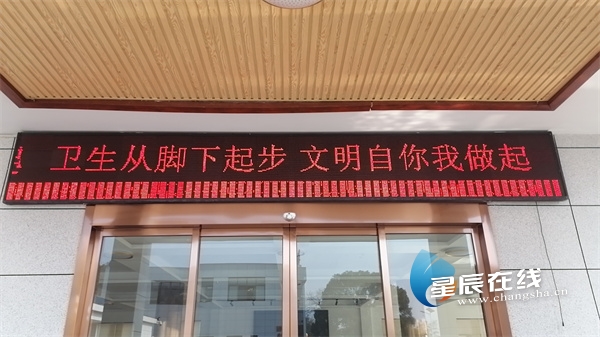 卫生从脚下起步 文明自你我做起
星辰在线
www.changsha.cn